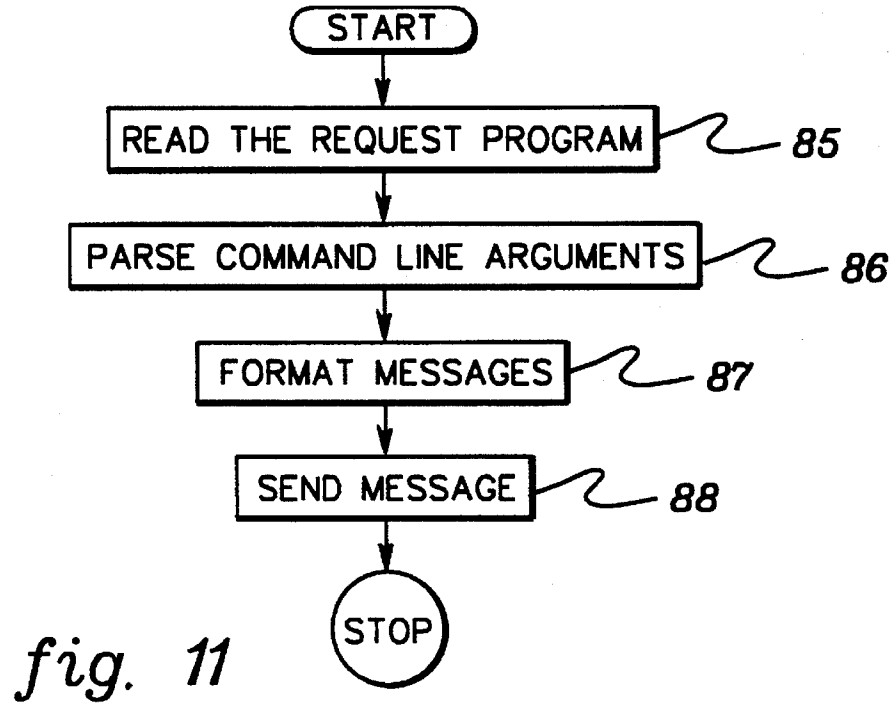 START
READ THE REQUEST PROGRAM 85
PARSE COMMAND LINE ARGUMENTS 86
FORMAT MESSAGES 87
SEND MESSAGE 88
STOP
fig. 11